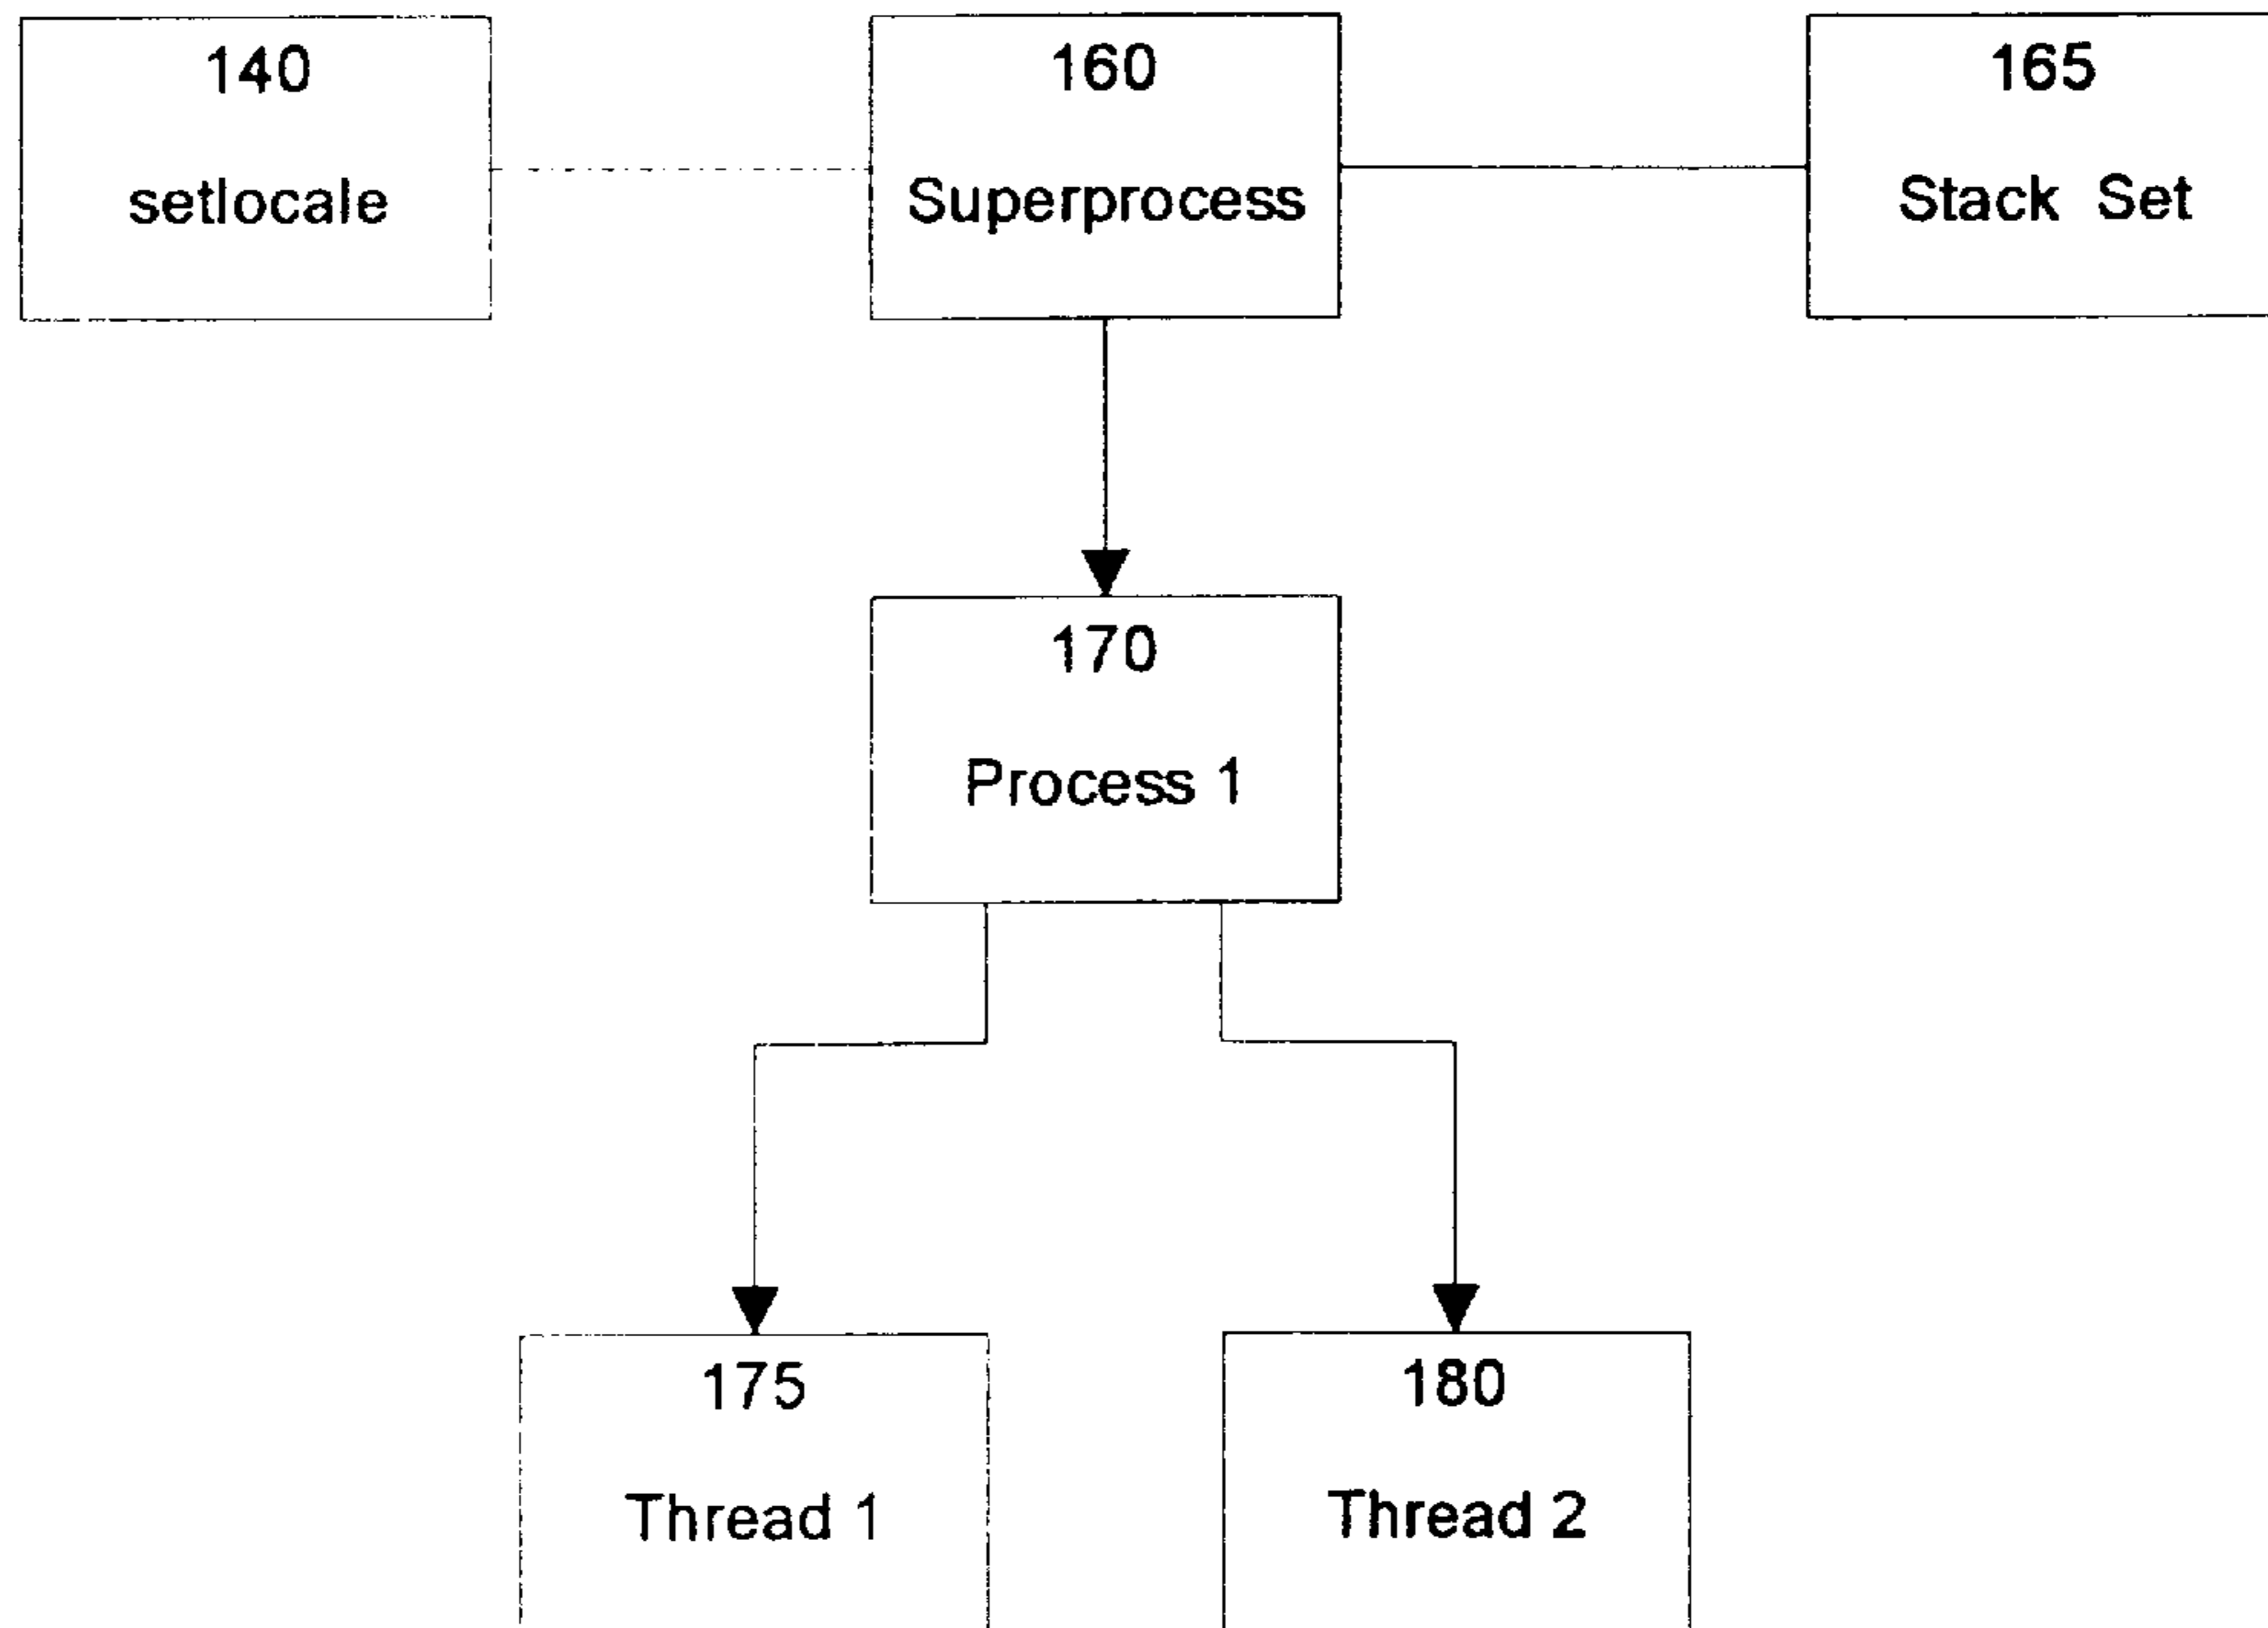 140
setlocale
160
Superprocess
165
Stack Set
170
Process 1
175
Thread 1
180
Thread 2